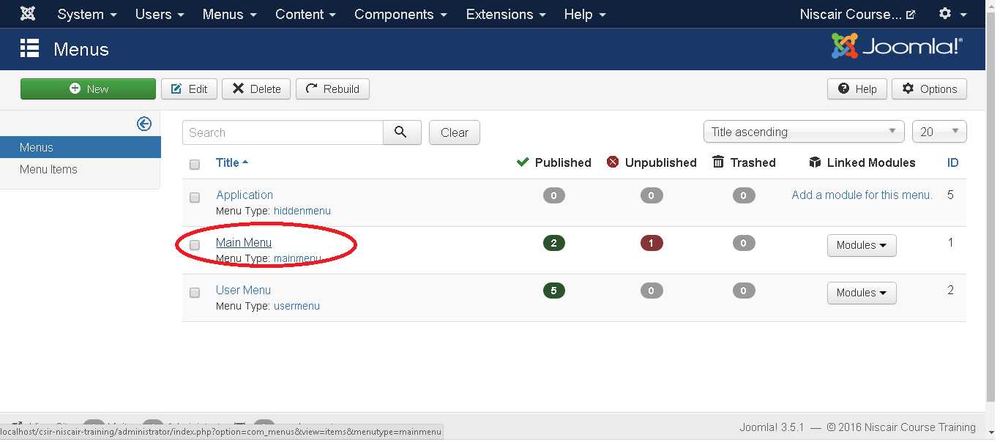 System Users Menus Content Components Extensions Help Niscair Course...
Menus Joomla!®
New Edit Delete Rebuild Help Options
Menus
Menu Items
Search Clear Title ascending 20
Title Published Unpublished Trashed Linked Modules ID
Application 0 0 0 Add a module for this menu. 5
Menu Type: hiddenmenu
Main Menu 2 1 0 Modules 1
Menu Type: mainmenu
User Menu 5 0 0 Modules 2
Menu Type: usermenu
Joomla! 3.5.1 — © 2016 Niscair Course Training
localhost/csir-niscair-training/administrator/index.php?option=com_menus&view=items&menutype=mainmenu